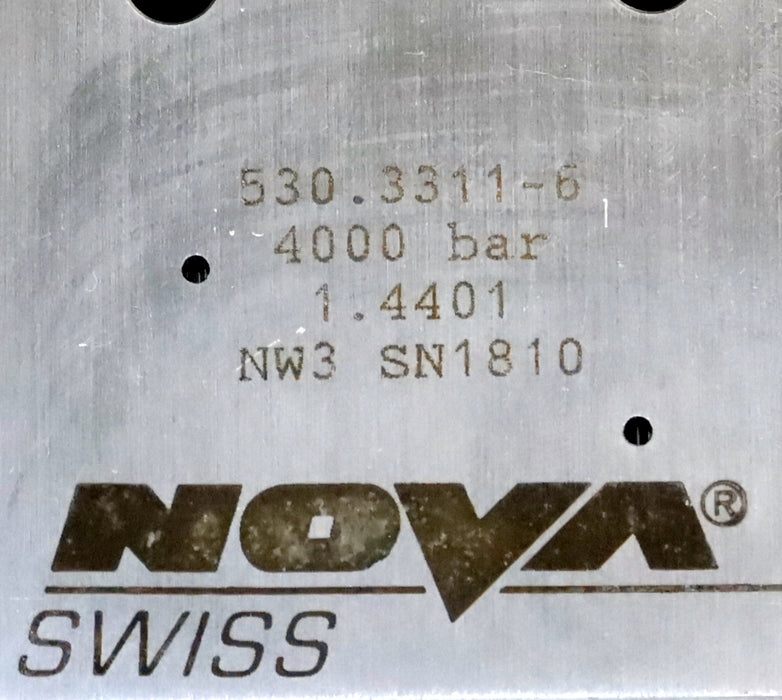 530.3311-6
4000 bar
1.4401
NW3 SN1810
NOVA®
SWISS